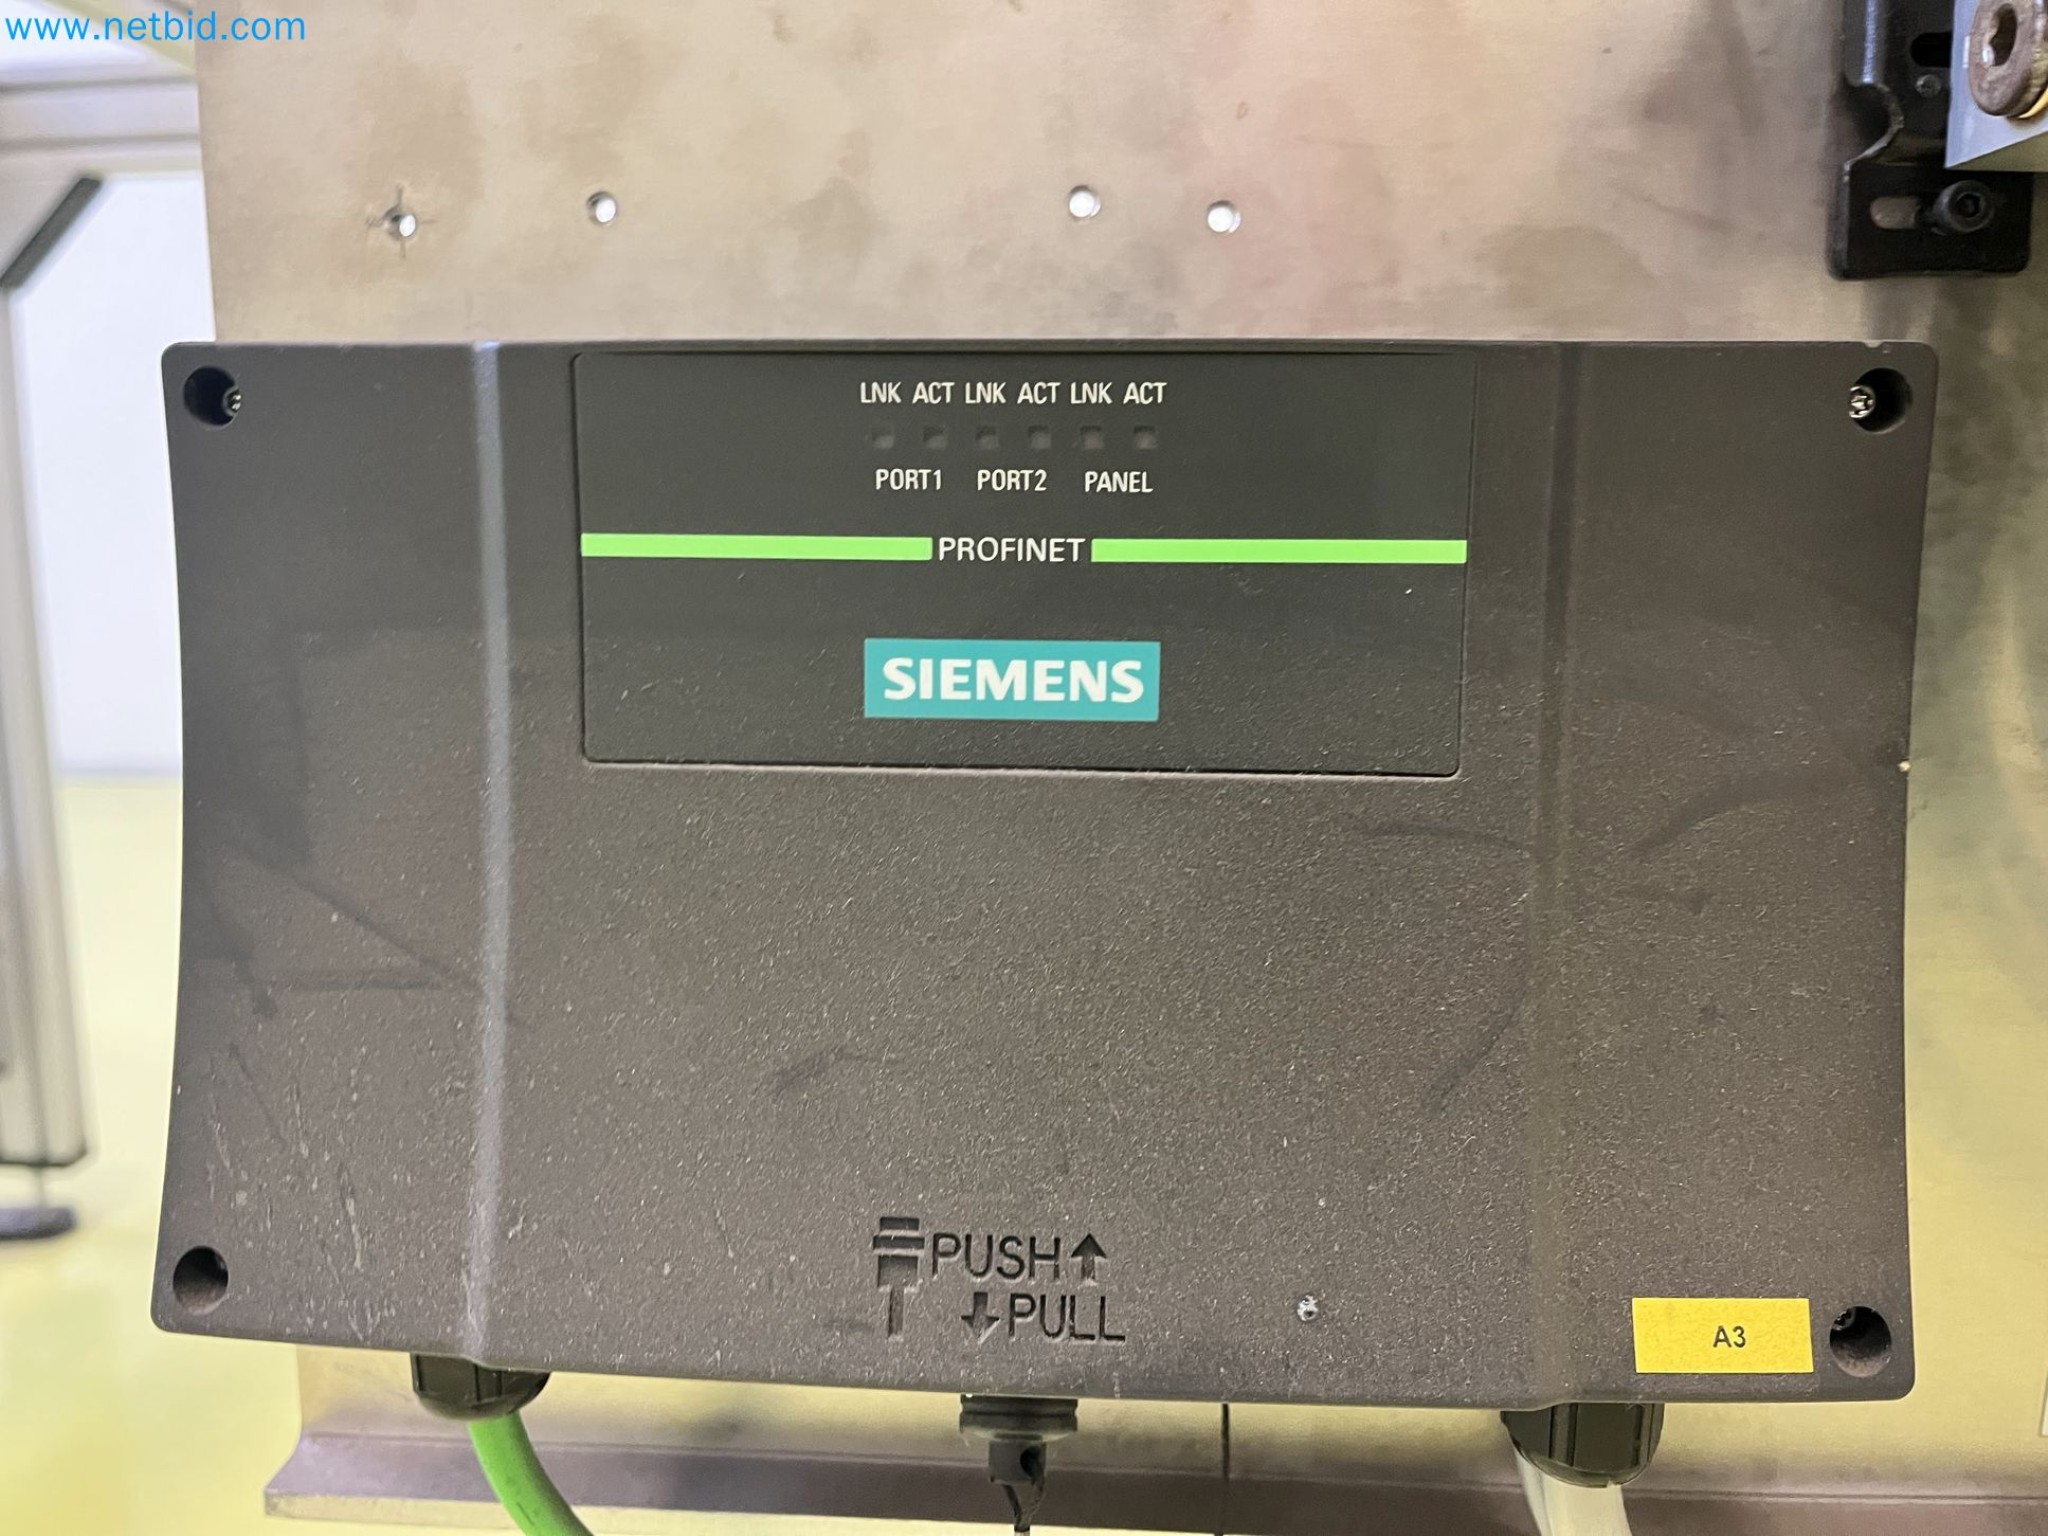 www.netbid.com
LNK ACT LNK ACT LNK ACT
PORT1 PORT2 PANEL
PROFINET
SIEMENS
PUSH↑
↓PULL
A3